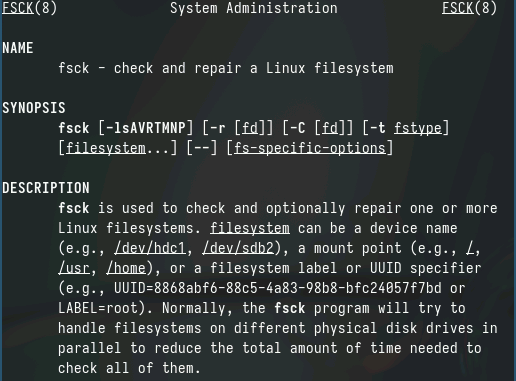 FSCK(8) System Administration FSCK(8)
NAME
fsck - check and repair a Linux filesystem
SYNOPSIS
fsck [-lsAVRTMNP] [-r [fd]] [-C [fd]] [-t fstype]
[filesystem...] [--] [fs-specific-options]
DESCRIPTION
fsck is used to check and optionally repair one or more
Linux filesystems. filesystem can be a device name
(e.g., /dev/hdc1, /dev/sdb2), a mount point (e.g., /,
/usr, /home), or a filesystem label or UUID specifier
(e.g., UUID=8868abf6-88c5-4a83-98b8-bfc24057f7bd or
LABEL=root). Normally, the fsck program will try to
handle filesystems on different physical disk drives in
parallel to reduce the total amount of time needed to
check all of them.